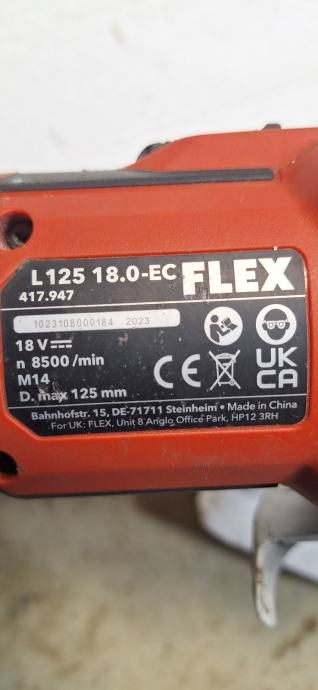 L125 18.0-EC FLEX
417.947
1023108000184 2023
18 V
n 8500 /min
M14
D. max 125 mm
CE
UK
CA
Bahnhofstr. 15, DE-71711 Steinheim • Made in China
For UK: FLEX, Unit 8 Anglo Office Park, HP12 3RH